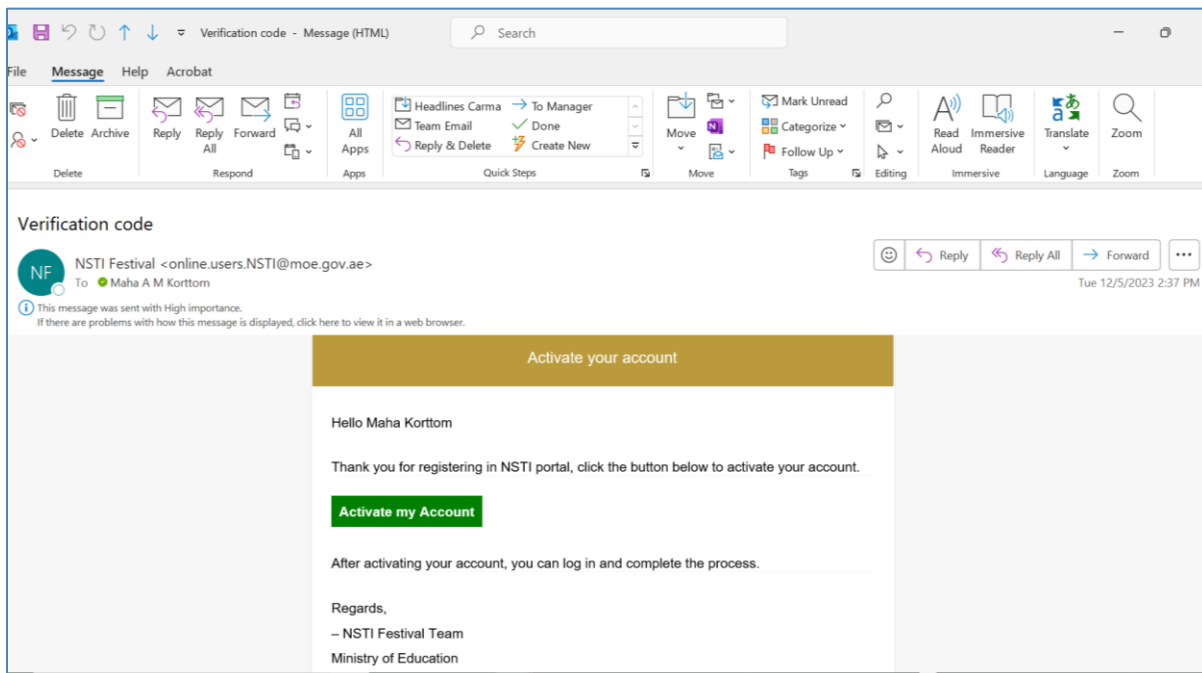 Verification code - Message (HTML)
Search
File Message Help Acrobat
Delete Archive
Reply Reply All Forward
All Apps
Headlines Carma To Manager
Team Email Done
Reply & Delete Create New
Move
Mark Unread
Categorize
Follow Up
Read Aloud Immersive Reader
Translate
Zoom
Delete Respond Apps Quick Steps Move Tags Editing Immersive Language Zoom
Verification code
NF
NSTI Festival <online.users.NSTI@moe.gov.ae>
To Maha A M Korttom
Reply Reply All Forward
Tue 12/5/2023 2:37 PM
This message was sent with High importance.
If there are problems with how this message is displayed, click here to view it in a web browser.
Activate your account
Hello Maha Korttom
Thank you for registering in NSTI portal, click the button below to activate your account.
Activate my Account
After activating your account, you can log in and complete the process.
Regards,
– NSTI Festival Team
Ministry of Education